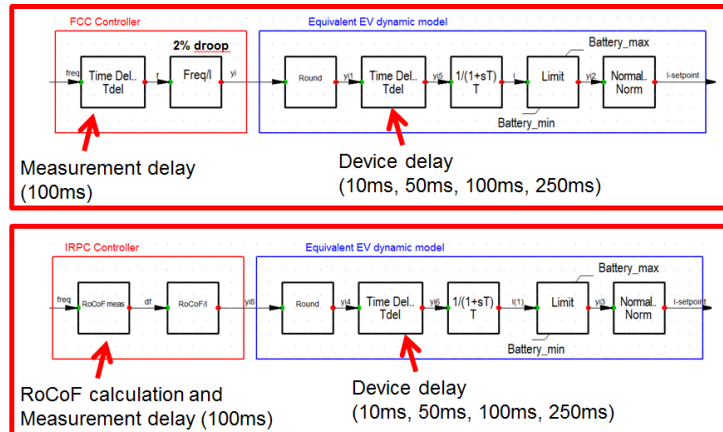 FCC Controller
Equivalent EV dynamic model
2% droop
Battery_max
freq
Time Del..
Tdel
f
Freq/I
yi
Round
yi1
Time Del..
Tdel
yi5
1/(1+sT)
T
I
Limit
yi2
Normal..
Norm
I-setpoint
Battery_min
Measurement delay
(100ms)
Device delay
(10ms, 50ms, 100ms, 250ms)
IRPC Controller
Equivalent EV dynamic model
Battery_max
freq
RoCoF meas
df
RoCoF/I
yi8
Round
yi4
Time Del..
Tdel
yi6
1/(1+sT)
T
I(1)
Limit
yi3
Normal..
Norm
I-setpoint
Battery_min
RoCoF calculation and
Measurement delay (100ms)
Device delay
(10ms, 50ms, 100ms, 250ms)